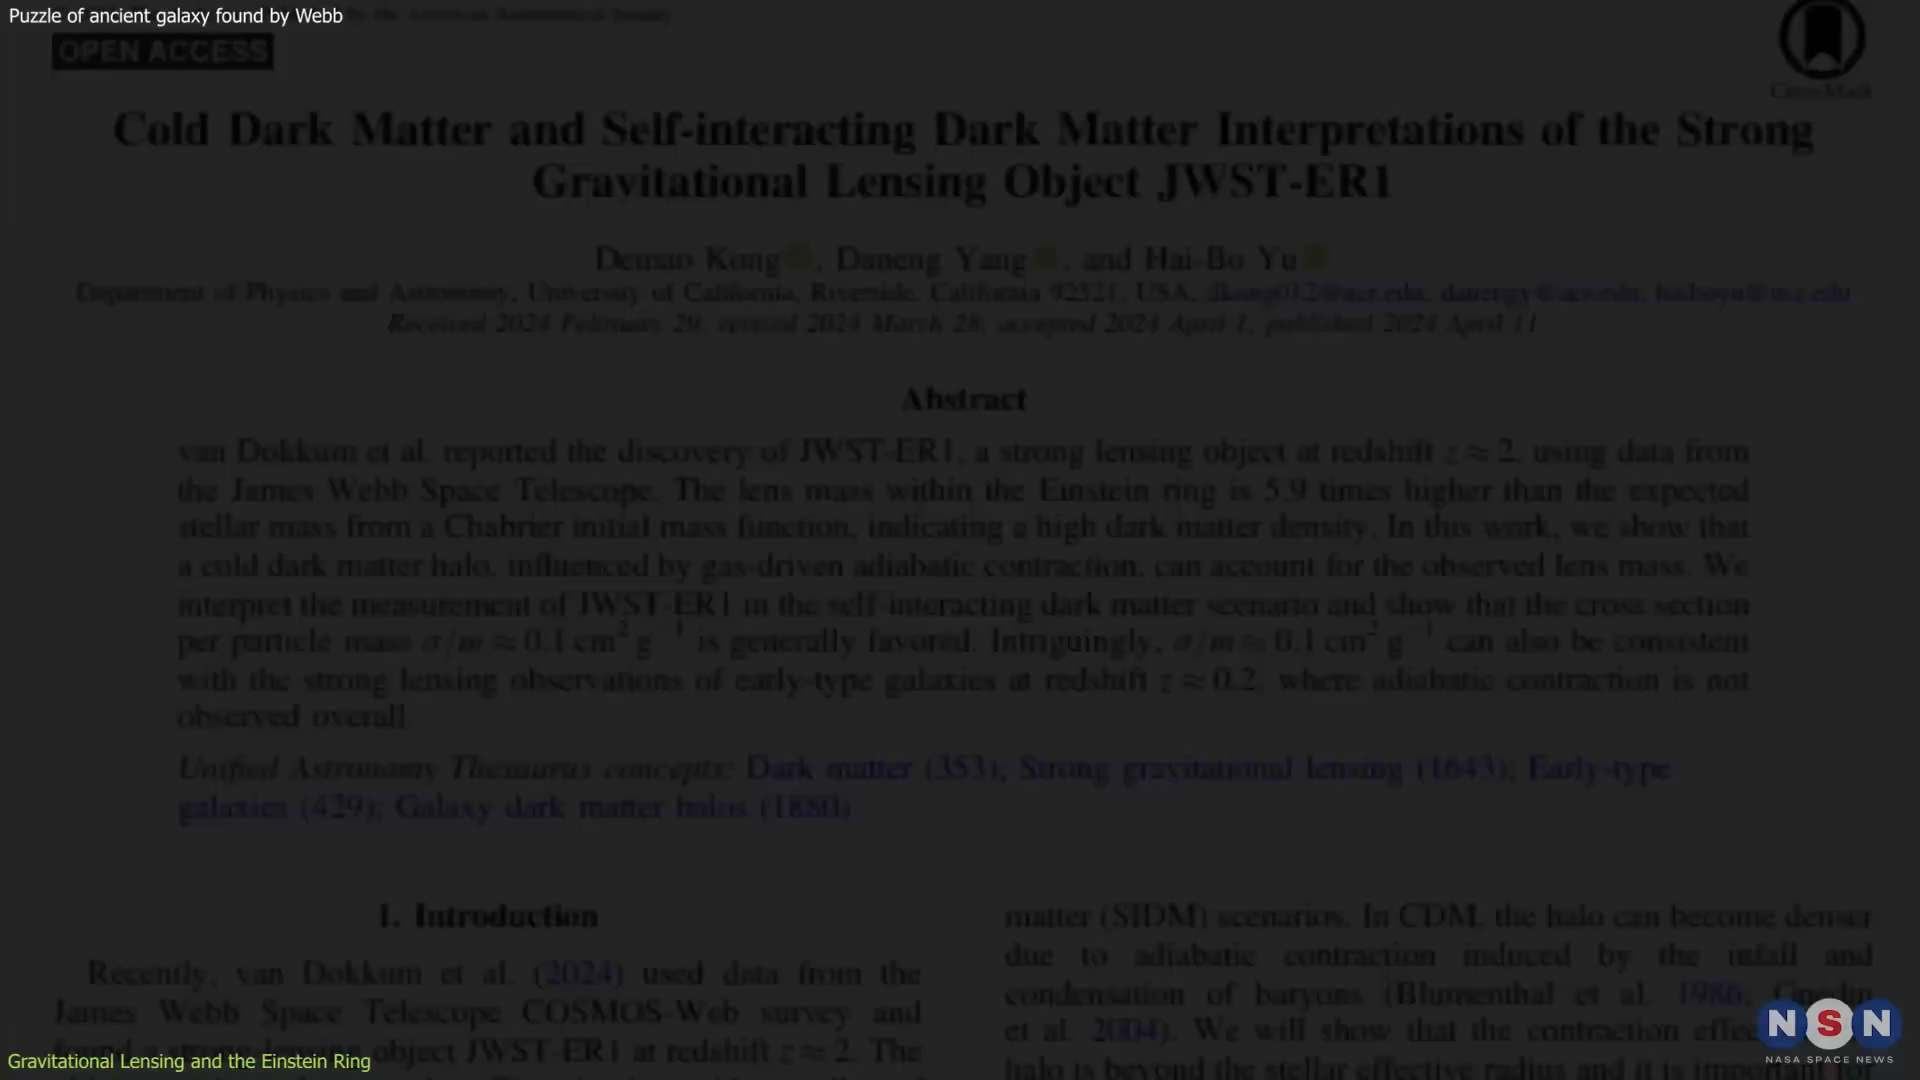 Puzzle of ancient galaxy found by Webb
OPEN ACCESS
CrossMark
Cold Dark Matter and Self-interacting Dark Matter Interpretations of the Strong
Gravitational Lensing Object JWST-ER1
Demao Kong, Daneng Yang, and Hai-Bo Yu
Department of Physics and Astronomy, University of California, Riverside, California 92521, USA, dkong012@ucr.edu, danengy@ucr.edu, haiboyu@ucr.edu
Received 2024 February 29; revised 2024 March 28; accepted 2024 April 1; published 2024 April 11
Abstract
van Dokkum et al. reported the discovery of JWST-ER1, a strong lensing object at redshift z ≈ 2, using data from
the James Webb Space Telescope. The lens mass within the Einstein ring is 5.9 times higher than the expected
stellar mass from a Chabrier initial mass function, indicating a high dark matter density. In this work, we show that
a cold dark matter halo, influenced by gas-driven adiabatic contraction, can account for the observed lens mass. We
interpret the measurement of JWST-ER1 in the self-interacting dark matter scenario and show that the cross section
per particle mass σ/m ≈ 0.1 cm² g⁻¹ is generally favored. Intriguingly, σ/m ≈ 0.1 cm² g⁻¹ can also be consistent
with the strong lensing observations of early-type galaxies at redshift z ≈ 0.2, where adiabatic contraction is not
observed overall.
Unified Astronomy Thesaurus concepts: Dark matter (353); Strong gravitational lensing (1643); Early-type
galaxies (429); Galaxy dark matter halos (1880)
1. Introduction
Recently, van Dokkum et al. (2024) used data from the
James Webb Space Telescope COSMOS-Web survey and
found a strong lensing object JWST-ER1 at redshift z ≈ 2. The
matter (SIDM) scenarios. In CDM, the halo can become denser
due to adiabatic contraction induced by the infall and
condensation of baryons (Blumenthal et al. 1986; Gnedin
et al. 2004). We will show that the contraction effe
halo is beyond the stellar effective radius and it is important for
Gravitational Lensing and the Einstein Ring
NSN
NASA SPACE NEWS